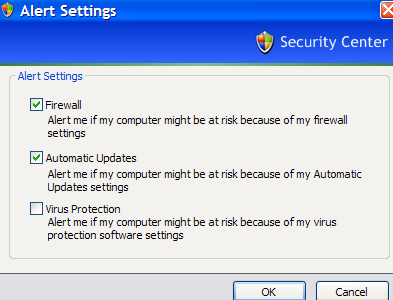 Alert Settings
Security Center
Alert Settings
Firewall
Alert me if my computer might be at risk because of my firewall
settings
Automatic Updates
Alert me if my computer might be at risk because of my Automatic
Updates settings
Virus Protection
Alert me if my computer might be at risk because of my virus
protection software settings
OK
Cancel